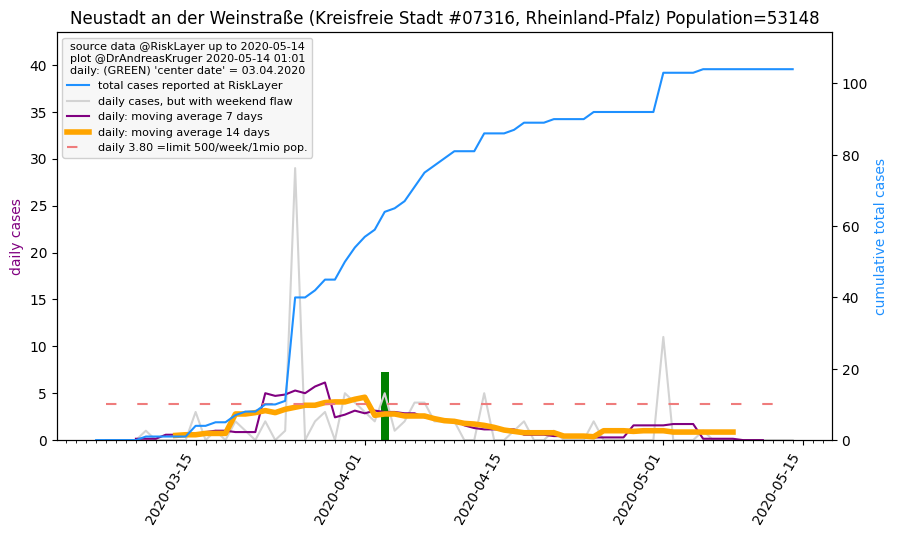 Neustadt an der Weinstraße (Kreisfreie Stadt #07316, Rheinland-Pfalz) Population=53148
source data @RiskLayer up to 2020-05-14
plot @DrAndreasKruger 2020-05-14 01:01
daily: (GREEN) 'center date' = 03.04.2020
total cases reported at RiskLayer
daily cases, but with weekend flaw
daily: moving average 7 days
daily: moving average 14 days
daily 3.80 =limit 500/week/1mio pop.
daily cases
40
35
30
25
20
15
10
5
0
cumulative total cases
100
80
60
40
20
0
2020-03-15
2020-04-01
2020-04-15
2020-05-01
2020-05-15